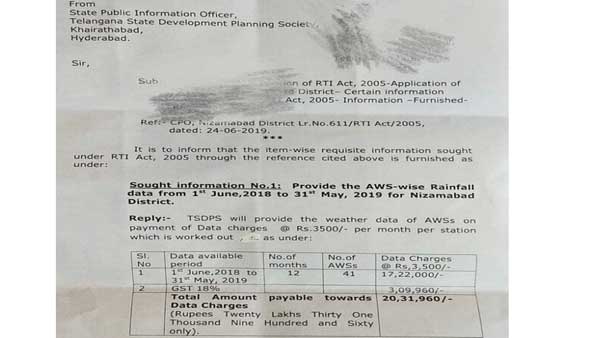 From
State Public Information Officer,
Telangana State Development Planning Society
Khairathabad,
Hyderabad.
Sir,
Sub of RTI Act, 2005-Application of
District– Certain information
Act, 2005- Information –Furnished-
Ref:- CPO, Nizamabad District Lr.No.611/RTI Act/2005,
dated: 24-06-2019.
***
It is to inform that the item-wise requisite information sought
under RTI Act, 2005 through the reference cited above is furnished as
under:
Sought information No.1: Provide the AWS-wise Rainfall
data from 1st June,2018 to 31st May, 2019 for Nizamabad
District.
Reply:- TSDPS will provide the weather data of AWSs on
payment of Data charges @ Rs.3500/- per month per station
which is worked out as under:
Sl. No Data available period No.of months No.of AWSs Data Charges @ Rs,3,500/-
1 1st June,2018 to 31st May, 2019 12 41 17,22,000/-
2 GST 18% 3,09,960/-
Total Amount payable towards 20,31,960/-
Data Charges
(Rupees Twenty Lakhs Thirty One
Thousand Nine Hundred and Sixty
only).